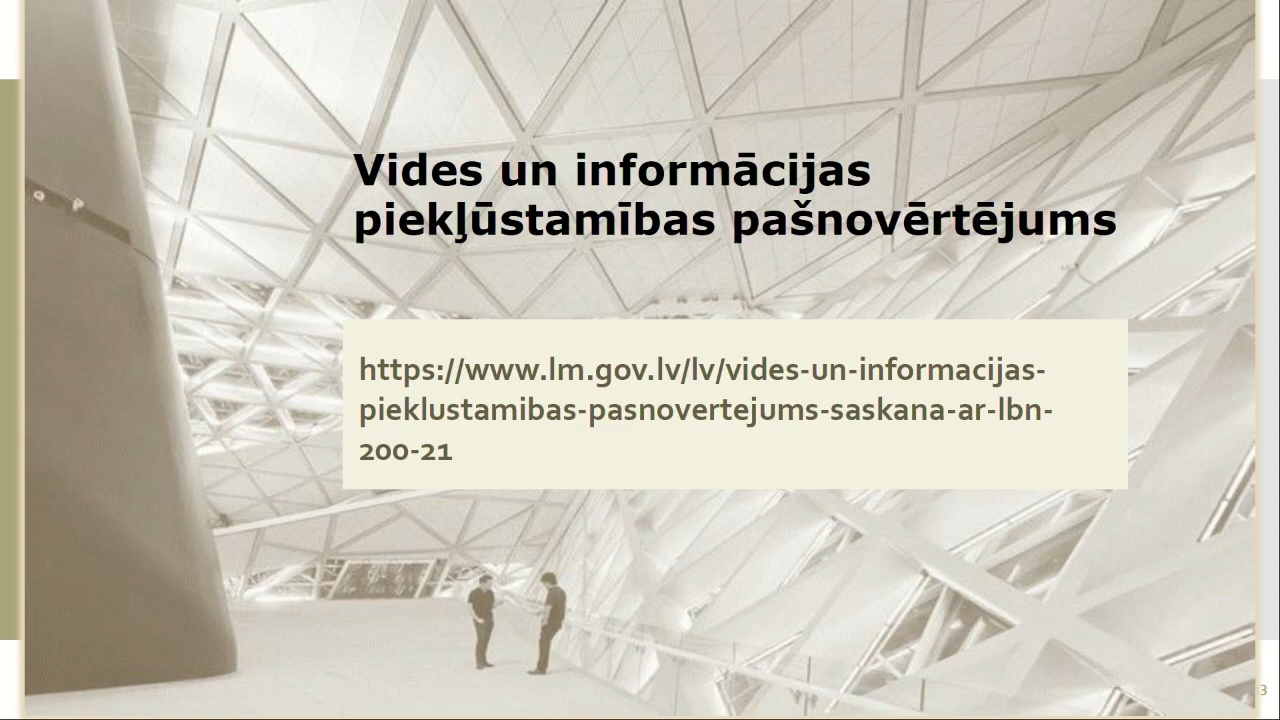 Vides un informācijas
piekļūstamības pašnovērtējums
https://www.lm.gov.lv/lv/vides-un-informacijas-
pieklustamibas-pasnovertejums-saskana-ar-lbn-
200-21
3